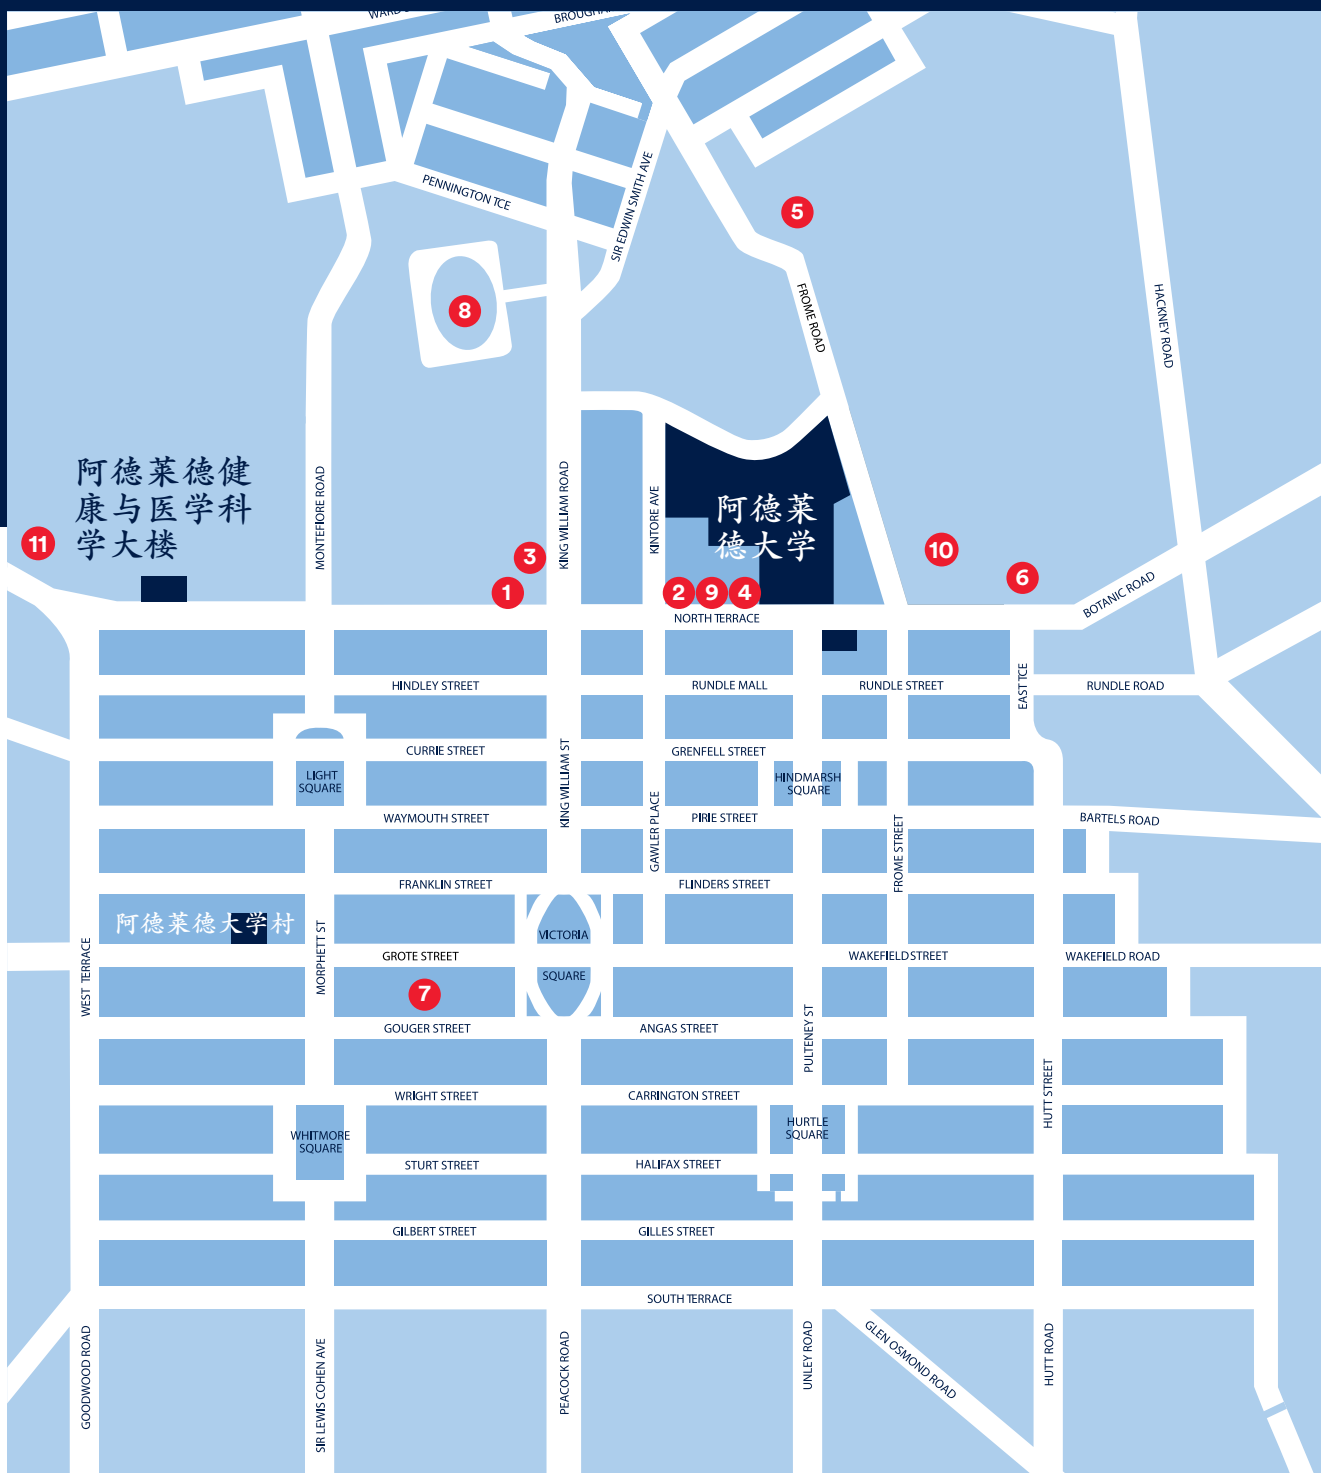 BROUGHAM
PENNINGTON TCE
SIR EDWIN SMITH AVE
5
8
FROME ROAD
HACKNEY ROAD
阿德莱德健
康与医学科
学大楼
11
MONTEFIORE ROAD
KING WILLIAM ROAD
KINTORE AVE
阿德莱
德大学
3
10
6
1
2
9
4
NORTH TERRACE
BOTANIC ROAD
HINDLEY STREET
RUNDLE MALL
RUNDLE STREET
EAST TCE
RUNDLE ROAD
CURRIE STREET
GRENFELL STREET
KING WILLIAM ST
LIGHT
SQUARE
HINDMARSH
SQUARE
WAYMOUTH STREET
GAWLER PLACE
PIRIE STREET
FROME STREET
BARTELS ROAD
FRANKLIN STREET
FLINDERS STREET
阿德莱德大学村
VICTORIA
SQUARE
WEST TERRACE
MORPHETT ST
GROTE STREET
WAKEFIELD STREET
WAKEFIELD ROAD
7
GOUGER STREET
ANGAS STREET
PULTENEY ST
HUTT STREET
WRIGHT STREET
CARRINGTON STREET
WHITMORE
SQUARE
HURTLE
SQUARE
STURT STREET
HALIFAX STREET
GILBERT STREET
GILLES STREET
SOUTH TERRACE
GOODWOOD ROAD
SIR LEWIS COHEN AVE
PEACOCK ROAD
UNLEY ROAD
GLEN OSMOND ROAD
HUTT ROAD